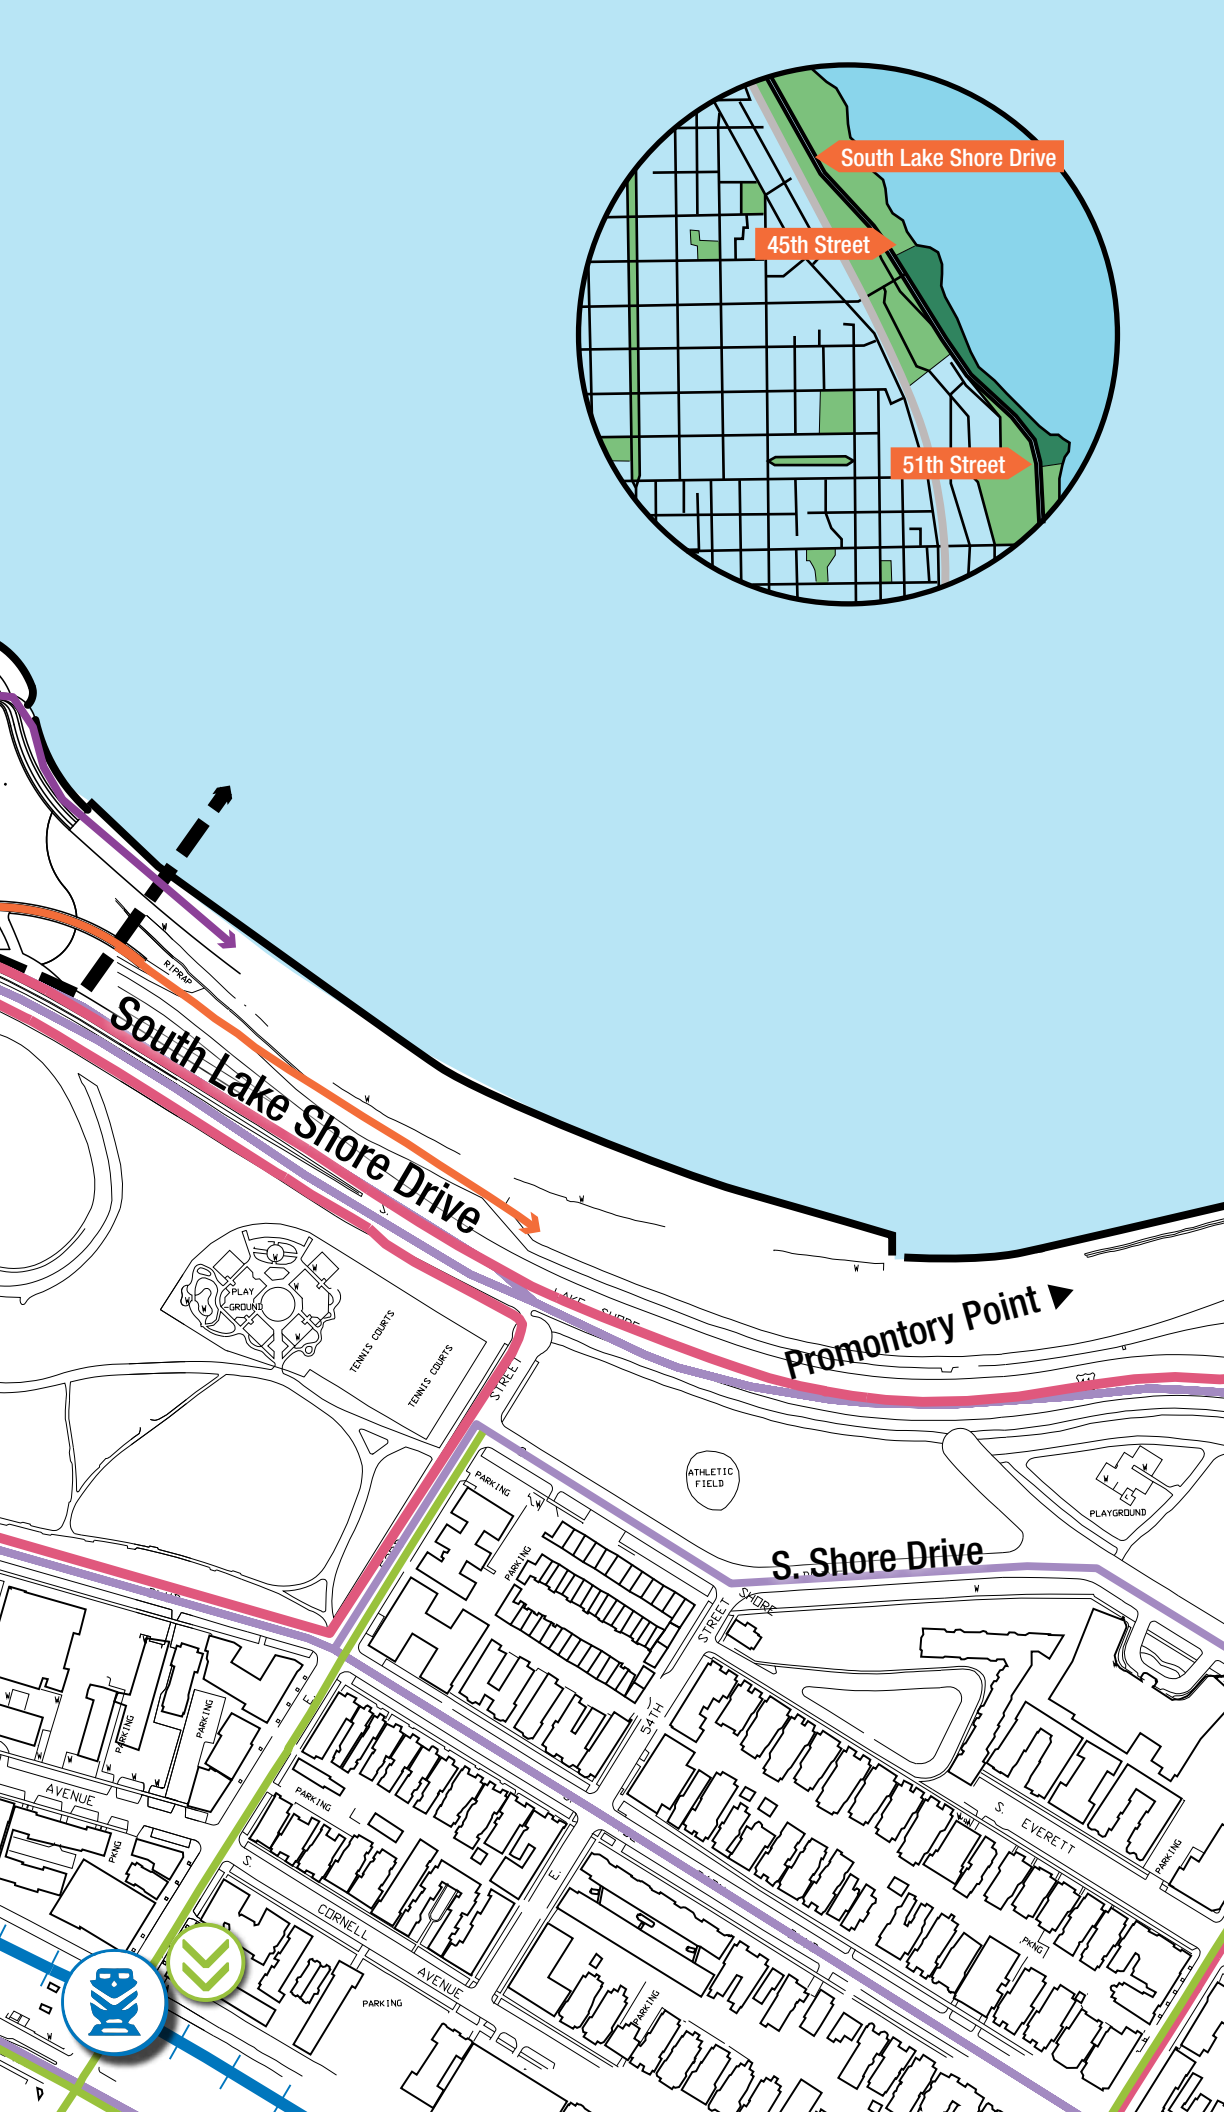 South Lake Shore Drive
45th Street
51th Street
RIPRAP
South Lake Shore Drive
S.
LAKE SHORE
PLAY
-GROUND
TENNIS COURTS
TENNIS COURTS
STREET
Promontory Point
ATHLETIC
FIELD
PLAYGROUND
PARKING
PARKING
S. Shore Drive
SHORE
STREET
54TH
E.
PARKING
PARKING
AVENUE
PARKING
PKNG
S.
CORNELL
AVENUE
E.
S.
EVERETT
PARKING
PKNG
PARKING
PARKING